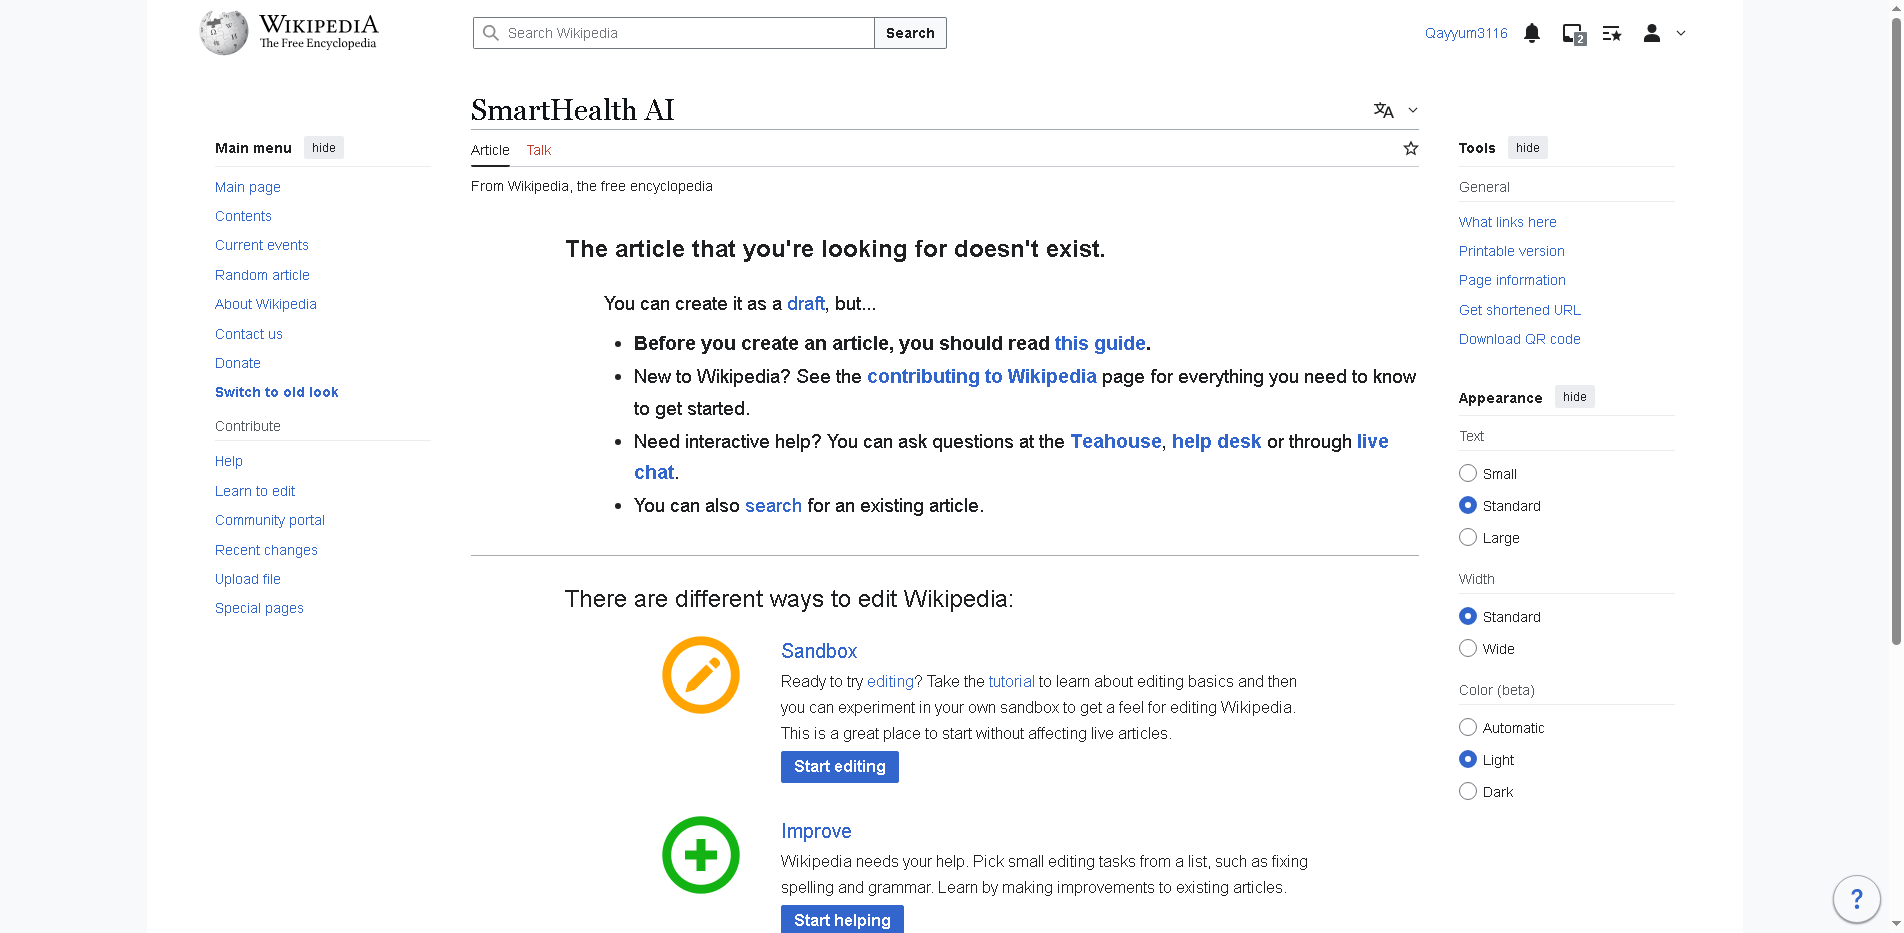 WIKIPEDIA
The Free Encyclopedia
Search Wikipedia
Search
Qayyum3116
2
SmartHealth AI
Main menu
hide
Main page
Contents
Current events
Random article
About Wikipedia
Contact us
Donate
Switch to old look
Contribute
Help
Learn to edit
Community portal
Recent changes
Upload file
Special pages
Article
Talk
From Wikipedia, the free encyclopedia
The article that you're looking for doesn't exist.
You can create it as a draft, but...
• Before you create an article, you should read this guide.
• New to Wikipedia? See the contributing to Wikipedia page for everything you need to know
to get started.
• Need interactive help? You can ask questions at the Teahouse, help desk or through live
chat.
• You can also search for an existing article.
There are different ways to edit Wikipedia:
Sandbox
Ready to try editing? Take the tutorial to learn about editing basics and then
you can experiment in your own sandbox to get a feel for editing Wikipedia.
This is a great place to start without affecting live articles.
Start editing
Improve
Wikipedia needs your help. Pick small editing tasks from a list, such as fixing
spelling and grammar. Learn by making improvements to existing articles.
Start helping
Tools
hide
General
What links here
Printable version
Page information
Get shortened URL
Download QR code
Appearance
hide
Text
Small
Standard
Large
Width
Standard
Wide
Color (beta)
Automatic
Light
Dark
?